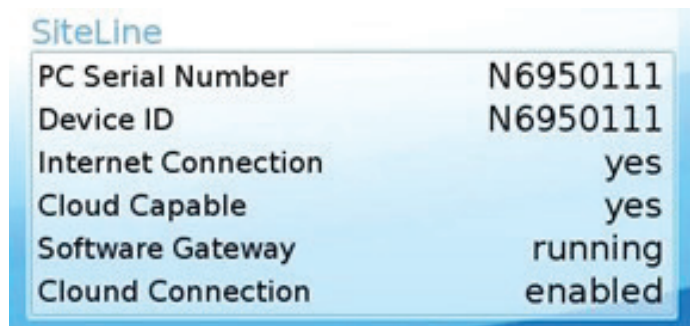 SiteLine
PC Serial Number N6950111
Device ID N6950111
Internet Connection yes
Cloud Capable yes
Software Gateway running
Clound Connection enabled